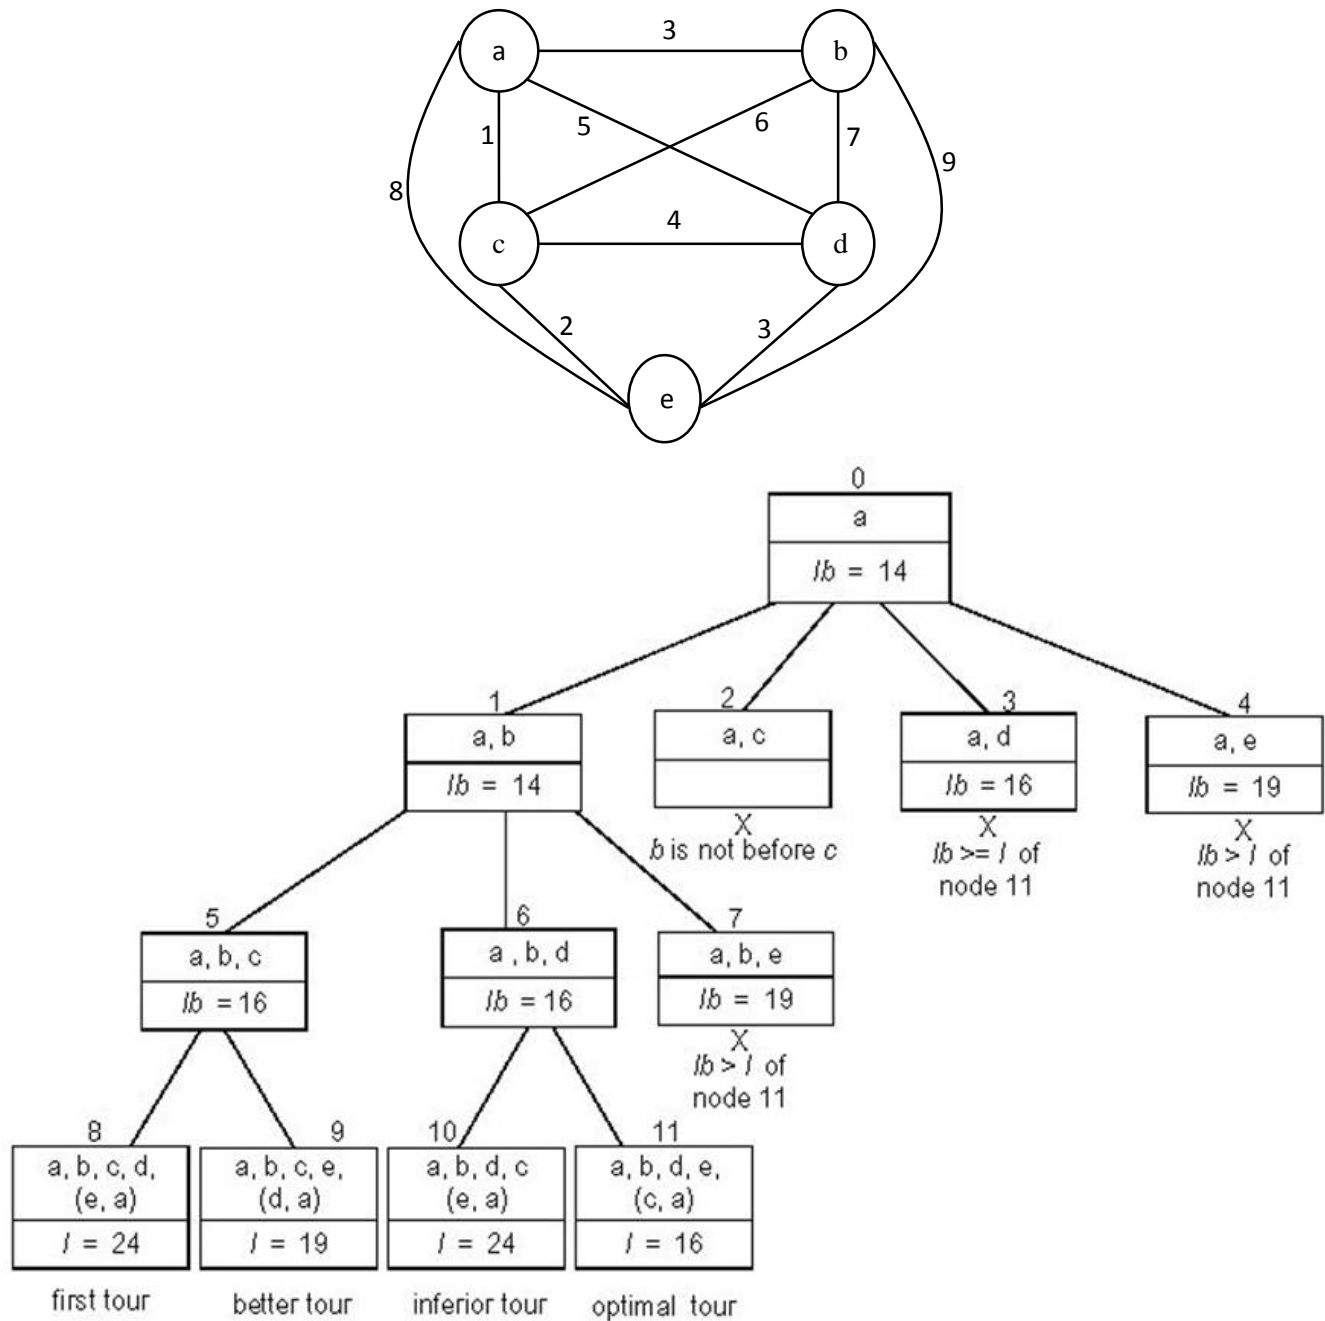 3
a
b
5
6
1
7
9
8
c
4
d
2
3
e
0
a
lb = 14
1
2
3
4
a, b
a, c
a, d
a, e
lb = 14
lb = 16
lb = 19
X
X
X
b is not before c
lb >= l of
node 11
lb > l of
node 11
5
6
7
a, b, c
a , b, d
a, b, e
lb = 16
lb = 16
lb = 19
X
lb > l of
node 11
8
9
10
11
a, b, c, d,
(e, a)
a, b, c, e,
(d, a)
a, b, d, c
(e, a)
a, b, d, e,
(c, a)
l = 24
l = 19
l = 24
l = 16
first tour
better tour
inferior tour
optimal tour